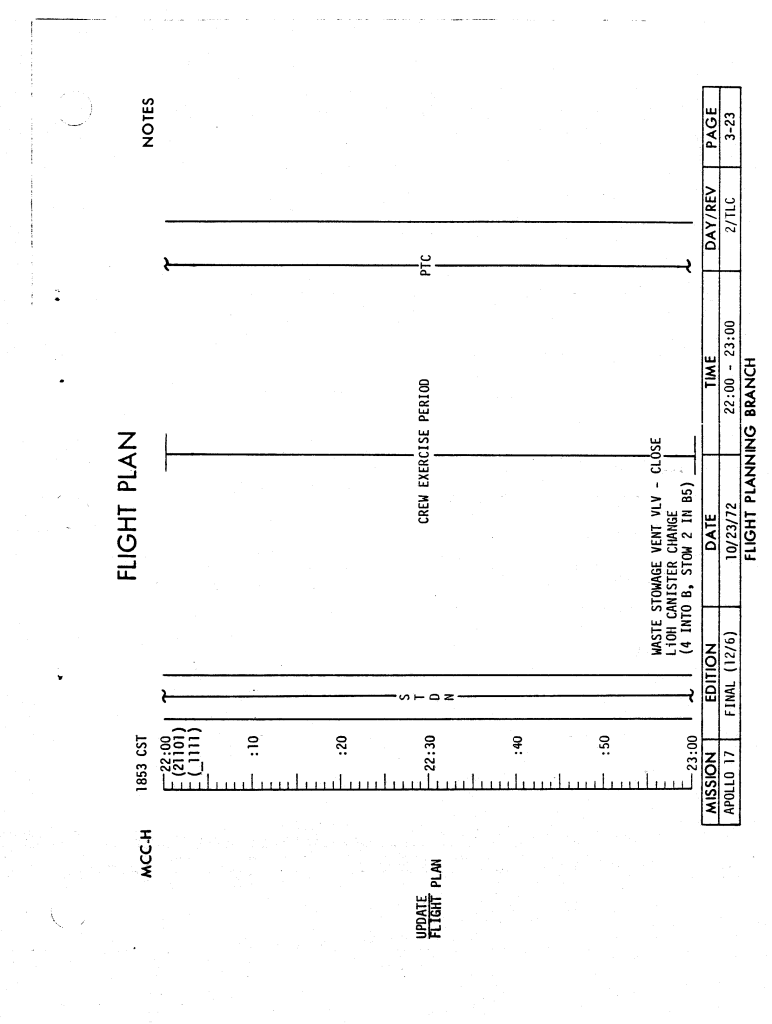 FLIGHT PLAN
MCC-H
1853 CST
NOTES
22:00
(21101)
(_1111)
:10
:20
UPDATE
FLIGHT PLAN
22:30
S
T
D
N
CREW EXERCISE PERIOD
PTC
:40
:50
WASTE STOWAGE VENT VLV - CLOSE
LiOH CANISTER CHANGE
(4 INTO B, STOW 2 IN B5)
23:00
MISSION EDITION DATE TIME DAY/REV PAGE
APOLLO 17 FINAL (12/6) 10/23/72 22:00 - 23:00 2/TLC 3-23
FLIGHT PLANNING BRANCH